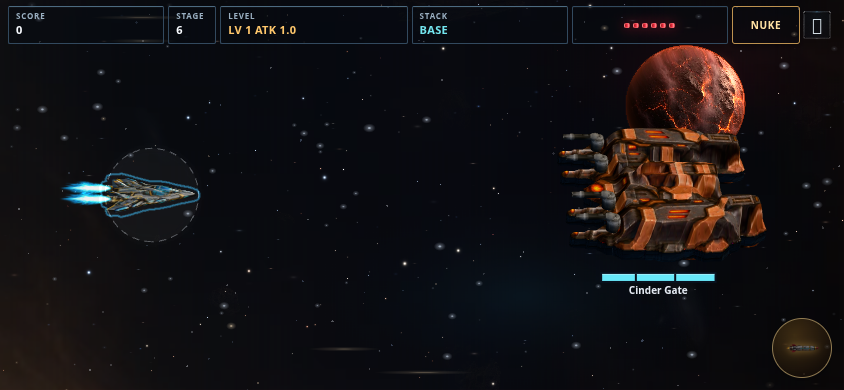 SCORE
0
STAGE
6
LEVEL
LV 1 ATK 1.0
STACK
BASE
NUKE
Cinder Gate